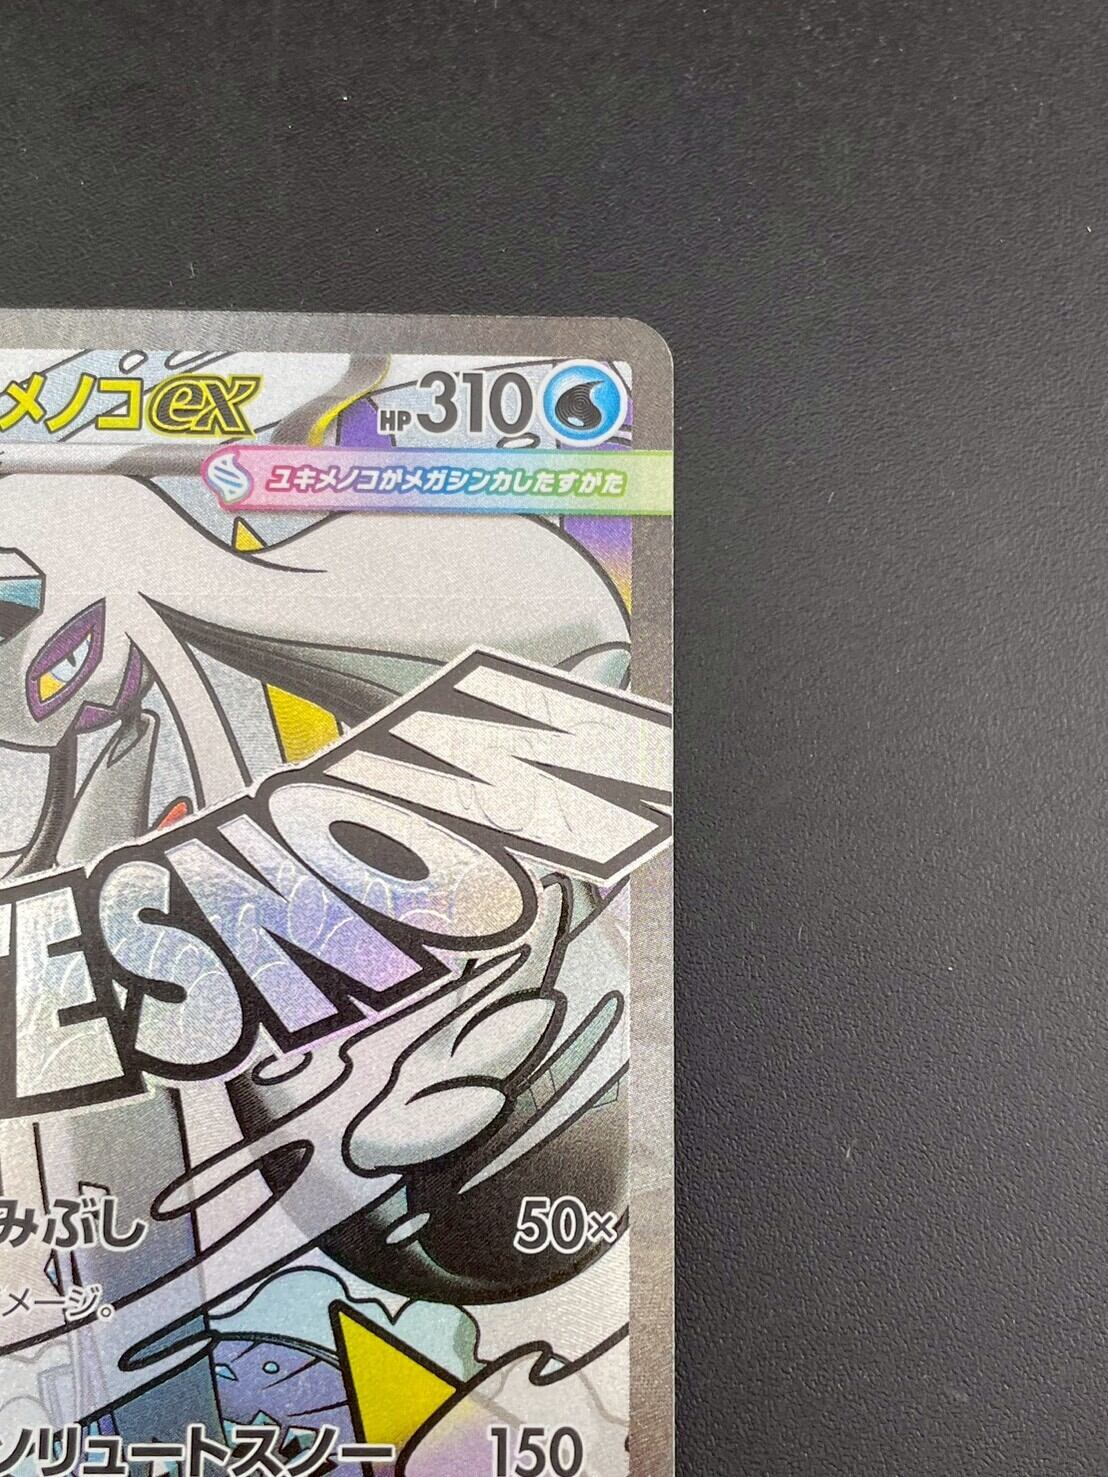 メノコex HP310
ユキメノコがメガシンカしたすがた
ESNOW
みぶし 50×
メージ。
ソリュートスノー 150